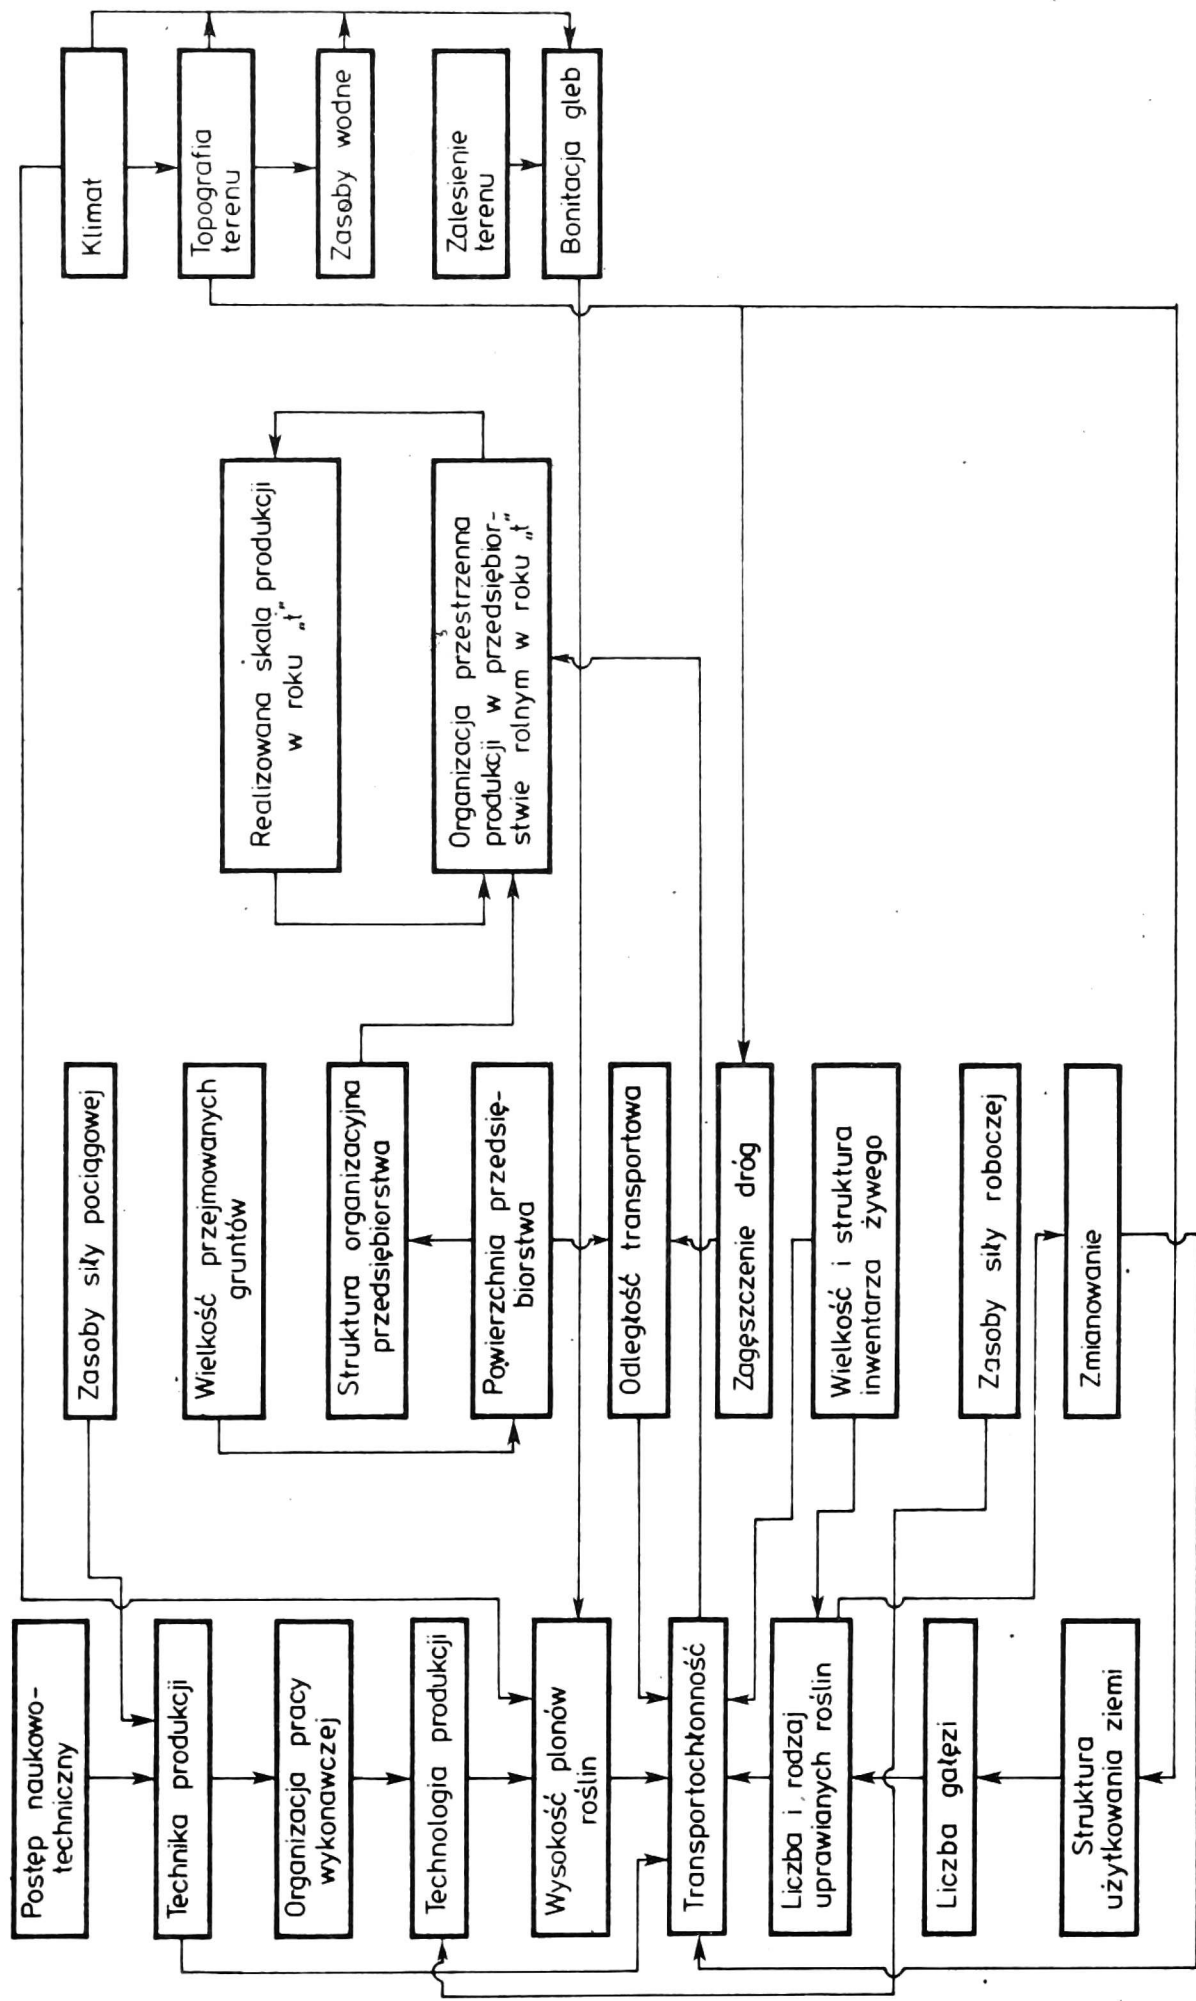 Postęp naukowo-
techniczny
Technika produkcji
Organizacja pracy
wykonawczej
Technologia produkcji
Wysokość plonów
roślin
Transportochłonność
Liczba i rodzaj
uprawianych roślin
Liczba gałęzi
Struktura
użytkowania ziemi
Zasoby siły pociągowej
Wielkość przejmowanych
gruntów
Struktura organizacyjna
przedsiębiorstwa
Powierzchnia przedsię-
biorstwa
Odległość transportowa
Zagęszczenie dróg
Wielkość i struktura
inwentarza żywego
Zasoby siły roboczej
Zmianowanie
Realizowana skala produkcji
w roku „t"
Organizacja przestrzenna
produkcji w przedsiębior-
stwie rolnym w roku „t"
Klimat
Topografia
terenu
Zasoby wodne
Zalesienie
terenu
Bonitacja gleb